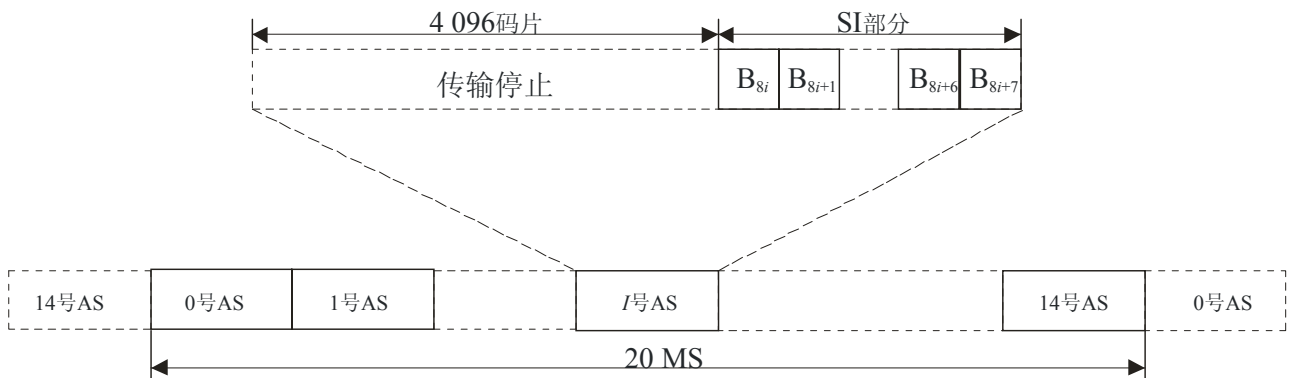 4 096码片 SI部分
传输停止 B8i B8i+1 B8i+6 B8i+7
14号AS 0号AS 1号AS I号AS 14号AS 0号AS
20 MS